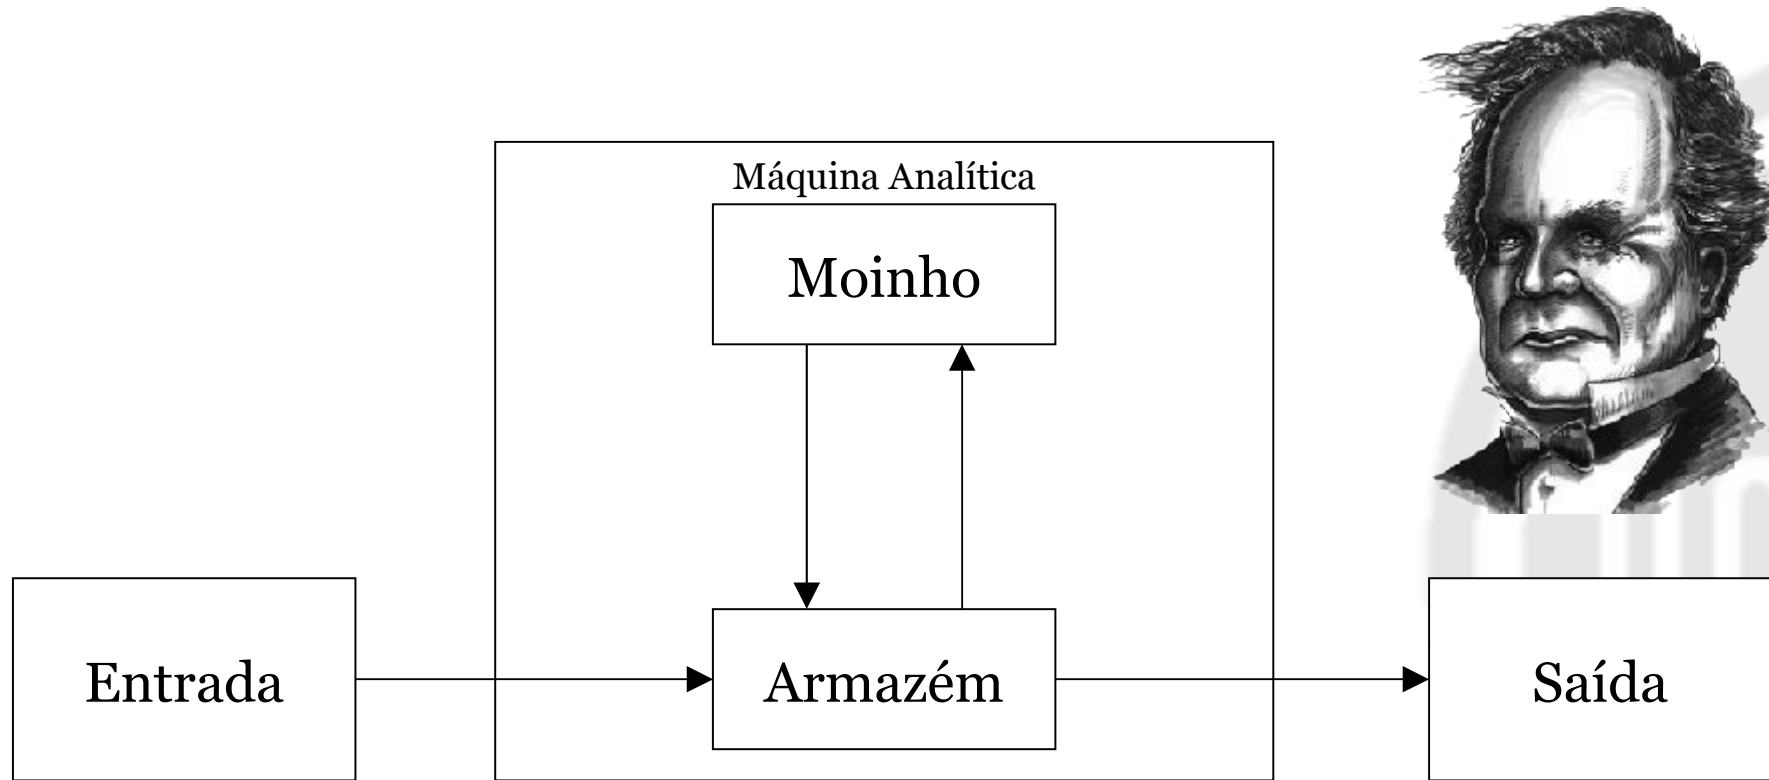 Máquina Analítica
Moinho
Entrada
Armazém
Saída